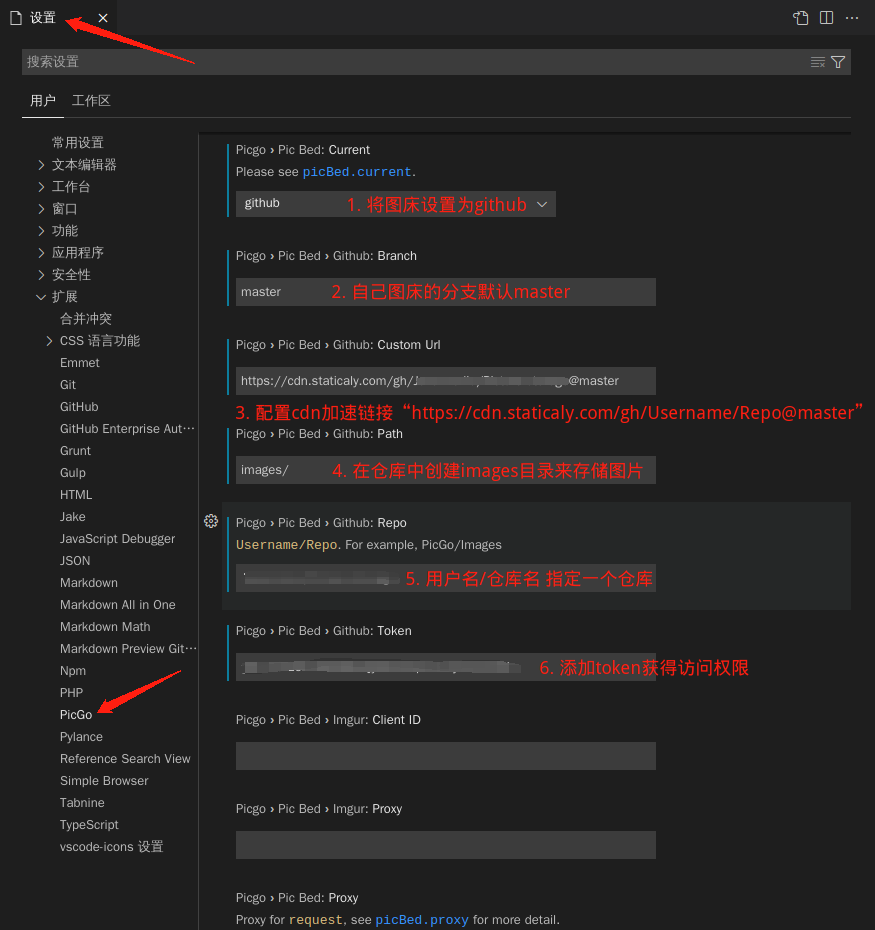 设置
搜索设置
用户 工作区
常用设置
文本编辑器
工作台
窗口
功能
应用程序
安全性
扩展
合并冲突
CSS 语言功能
Emmet
Git
GitHub
GitHub Enterprise Aut···
Grunt
Gulp
HTML
Jake
JavaScript Debugger
JSON
Markdown
Markdown All in One
Markdown Math
Markdown Preview Git···
Npm
PHP
PicGo
Pylance
Reference Search View
Simple Browser
Tabnine
TypeScript
vscode-icons 设置
Picgo › Pic Bed: Current
Please see picBed.current.
github 1. 将图床设置为github
Picgo › Pic Bed › Github: Branch
master 2. 自己图床的分支默认master
Picgo › Pic Bed › Github: Custom Url
https://cdn.staticaly.com/gh/ @master
3. 配置cdn加速链接“https://cdn.staticaly.com/gh/Username/Repo@master”
Picgo › Pic Bed › Github: Path
images/ 4. 在仓库中创建images目录来存储图片
Picgo › Pic Bed › Github: Repo
Username/Repo. For example, PicGo/Images
5. 用户名/仓库名 指定一个仓库
Picgo › Pic Bed › Github: Token
6. 添加token获得访问权限
Picgo › Pic Bed › Imgur: Client ID
Picgo › Pic Bed › Imgur: Proxy
Picgo › Pic Bed: Proxy
Proxy for request, see picBed.proxy for more detail.